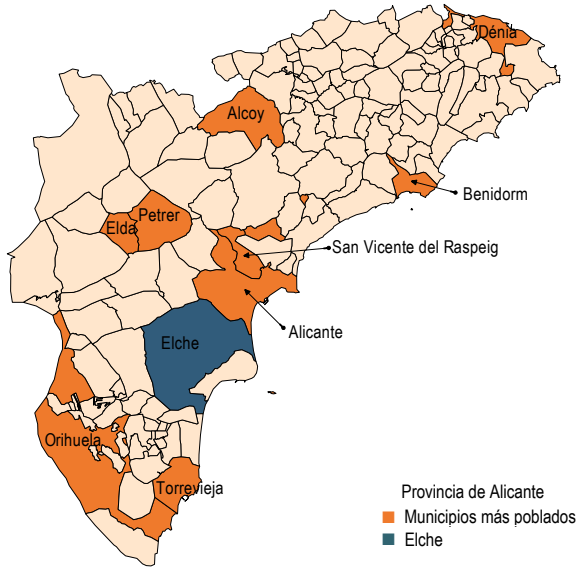 Dénia
Alcoy
Benidorm
Petrer
Elda
San Vicente del Raspeig
Alicante
Elche
Orihuela
Torrevieja
Provincia de Alicante
Municipios más poblados
Elche